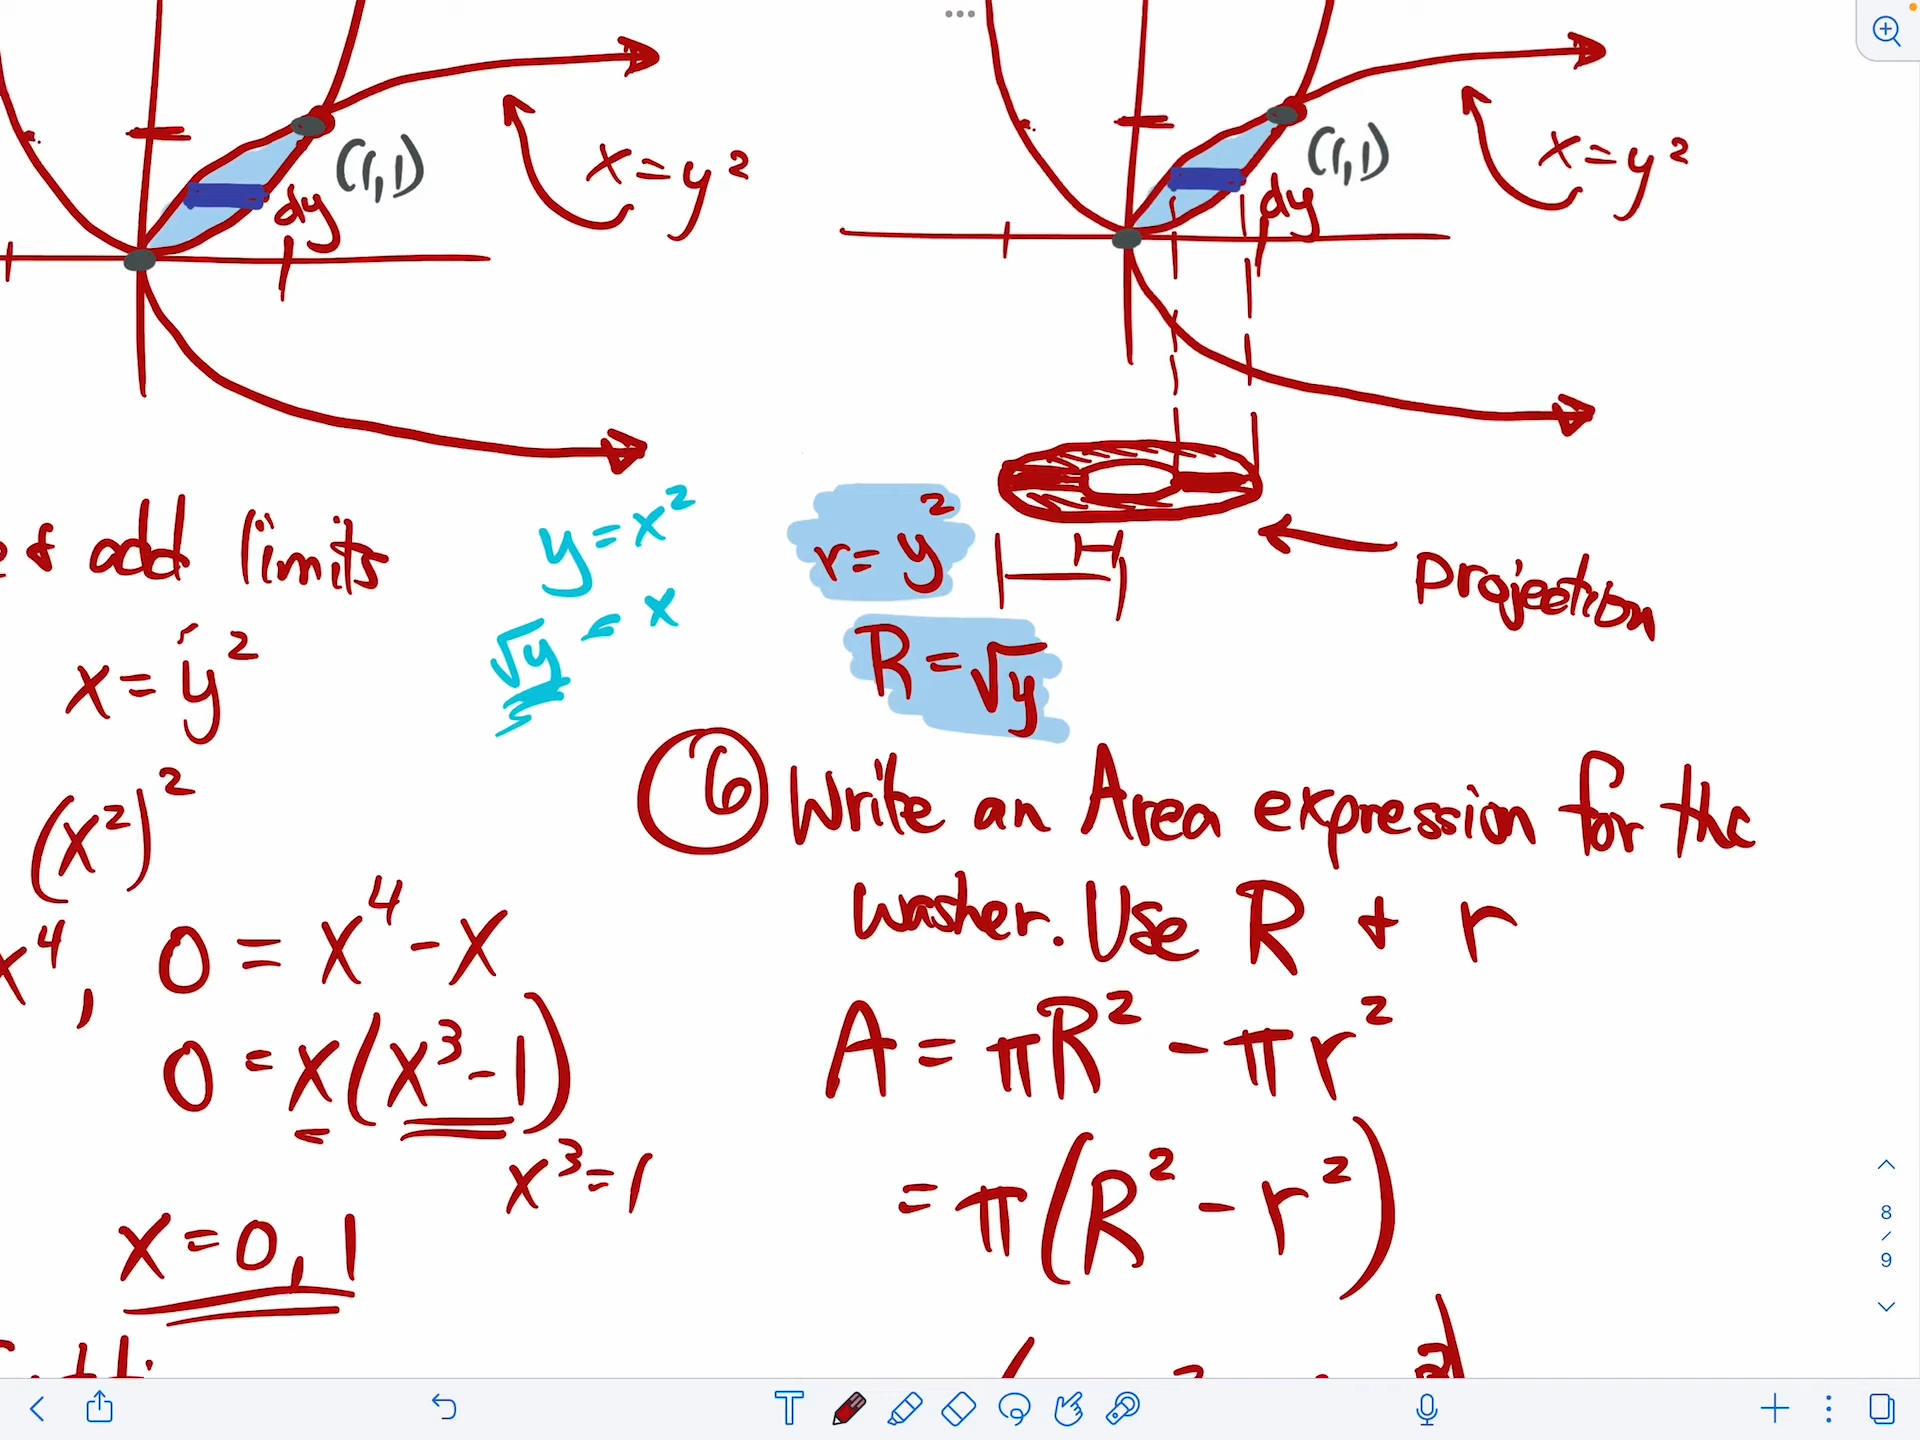 (1,1)
x=y²
dy
(1,1)
x=y²
dy
add limits
y=x²
√y = x
r=y²
R=√y
Projection
x=y²
(x²)²
x⁴, 0=x⁴-x
0=x(x³-1)
x³=1
x=0,1
⑥ Write an Area expression for the
washer. Use R + r
A=πR²-πr²
=π(R²-r²)
8
/
9